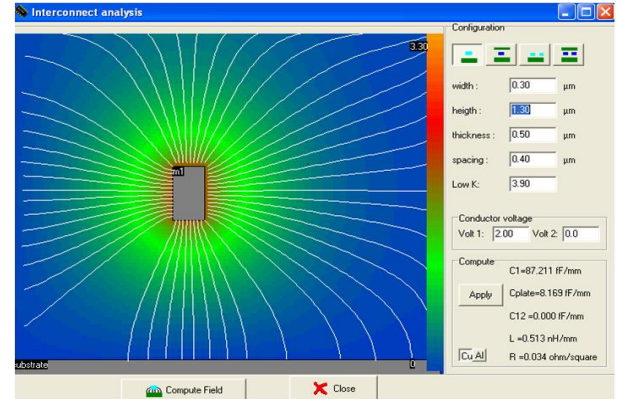 Interconnect analysis
3.30
m1
substrate
0
Configuration
width : 0.30 µm
heigth : 1.30 µm
thickness : 0.50 µm
spacing : 0.40 µm
Low K: 3.90
Conductor voltage
Volt 1: 2.00 Volt 2: 0.0
Compute
C1=87.211 fF/mm
Apply Cplate=8.169 fF/mm
C12 =0.000 fF/mm
L =0.513 nH/mm
Cu Al R =0.034 ohm/square
Compute Field Close